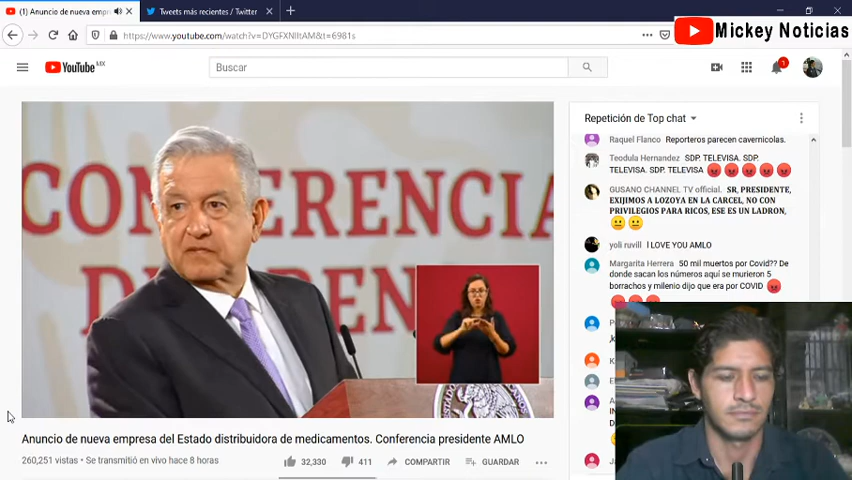 Anuncio de nueva empr
Tweets más recientes / Twitter
https://www.youtube.com/watch?v=DYGFXNIItAM&t=6981s
Mickey Noticias
YouTube MX
Buscar
1
CONFERENCIA
DE PREN
Repetición de Top chat
Raquel Flanco Reporteros parecen cavernicolas.
Teodula Hernandez SDP. TELEVISA. SDP.
TELEVISA. SDP. TELEVISA
GUSANO CHANNEL TV official. SR, PRESIDENTE,
EXIJIMOS A LOZOYA EN LA CARCEL, NO CON
PRIVILEGIOS PARA RICOS, ESE ES UN LADRON,
yoli ruvill I LOVE YOU AMLO
Margarita Herrera 50 mil muertos por Covid?? De
donde sacan los números aquí se murieron 5
borrachos y milenio dijo que era por COVID
Anuncio de nueva empresa del Estado distribuidora de medicamentos. Conferencia presidente AMLO
260,251 vistas • Se transmitió en vivo hace 8 horas
32,330
411
COMPARTIR
GUARDAR